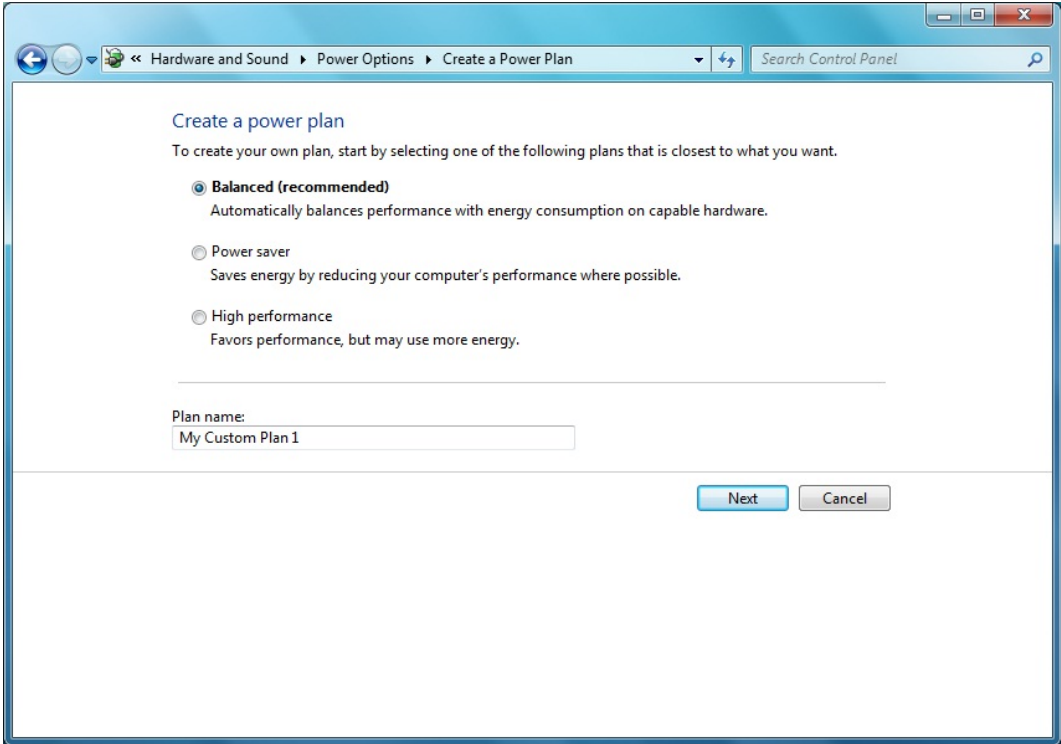 « Hardware and Sound ▸ Power Options ▸ Create a Power Plan
Search Control Panel
Create a power plan
To create your own plan, start by selecting one of the following plans that is closest to what you want.
Balanced (recommended)
Automatically balances performance with energy consumption on capable hardware.
Power saver
Saves energy by reducing your computer's performance where possible.
High performance
Favors performance, but may use more energy.
Plan name:
My Custom Plan 1
Next
Cancel